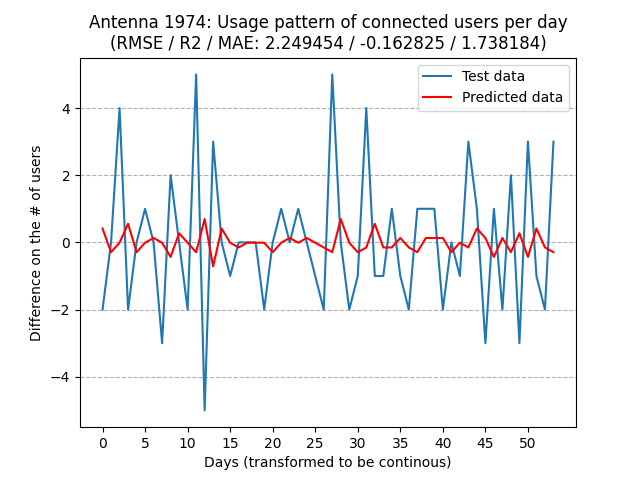 Antenna 1974: Usage pattern of connected users per day
(RMSE / R2 / MAE: 2.249454 / -0.162825 / 1.738184)
Test data
Predicted data
Difference on the # of users
4
2
0
−2
−4
0 5 10 15 20 25 30 35 40 45 50
Days (transformed to be continous)